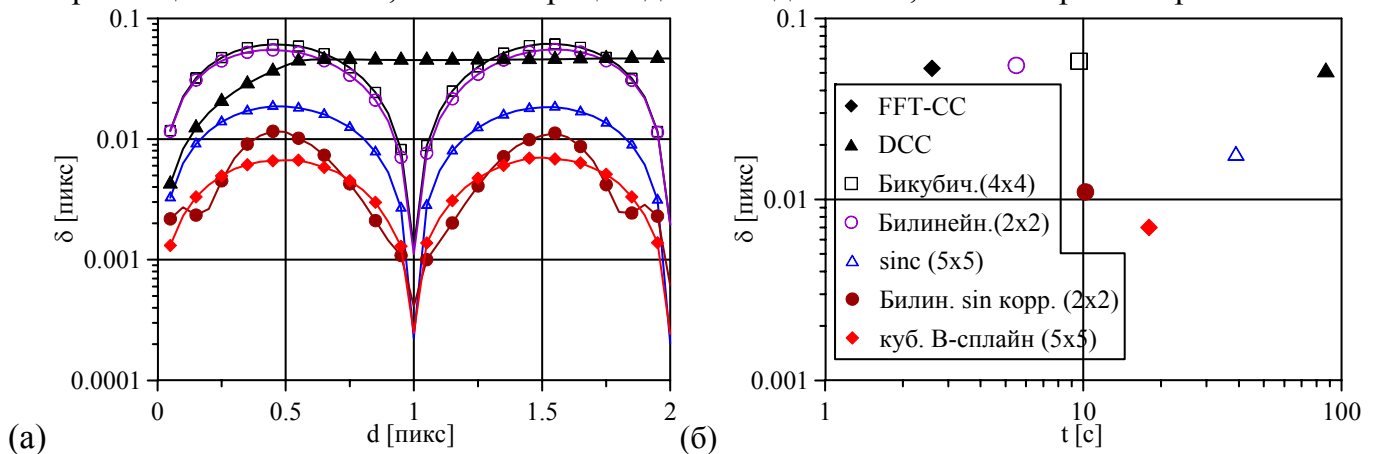 0.1
0.01
0.001
0.0001
δ [пикс]
0
0.5
1
1.5
2
d [пикс]
(а)
0.1
0.01
0.001
δ [пикс]
FFT-CC
DCC
Бикубич.(4x4)
Билинейн.(2x2)
sinc (5x5)
Билин. sin корр. (2x2)
куб. В-сплайн (5x5)
1
10
100
t [с]
(б)